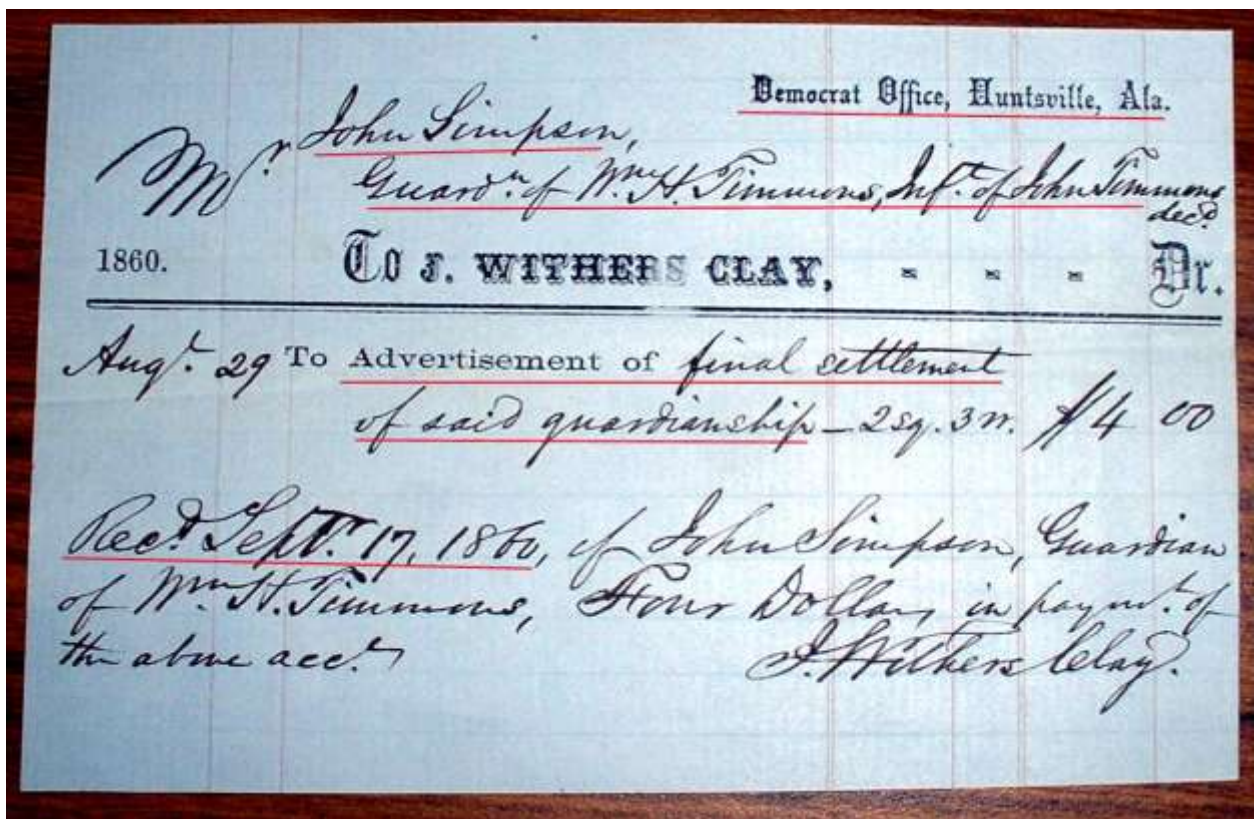 Democrat Office, Huntsville, Ala.
Mr John Simpson,
Guardn of Wm H. Timmons, Inft. of John Timmons
decd.
1860. To J. WITHERS CLAY, - - - Dr.
Augt. 29 To Advertisement of final settlement
of said guardianship – 2 sq. 3 w. $4 00
Recd. Septr. 17, 1860, of John Simpson, Guardian
of Wm H. Timmons, Four Dollars, in paymt. of
the above acct.
J. Withers Clay.